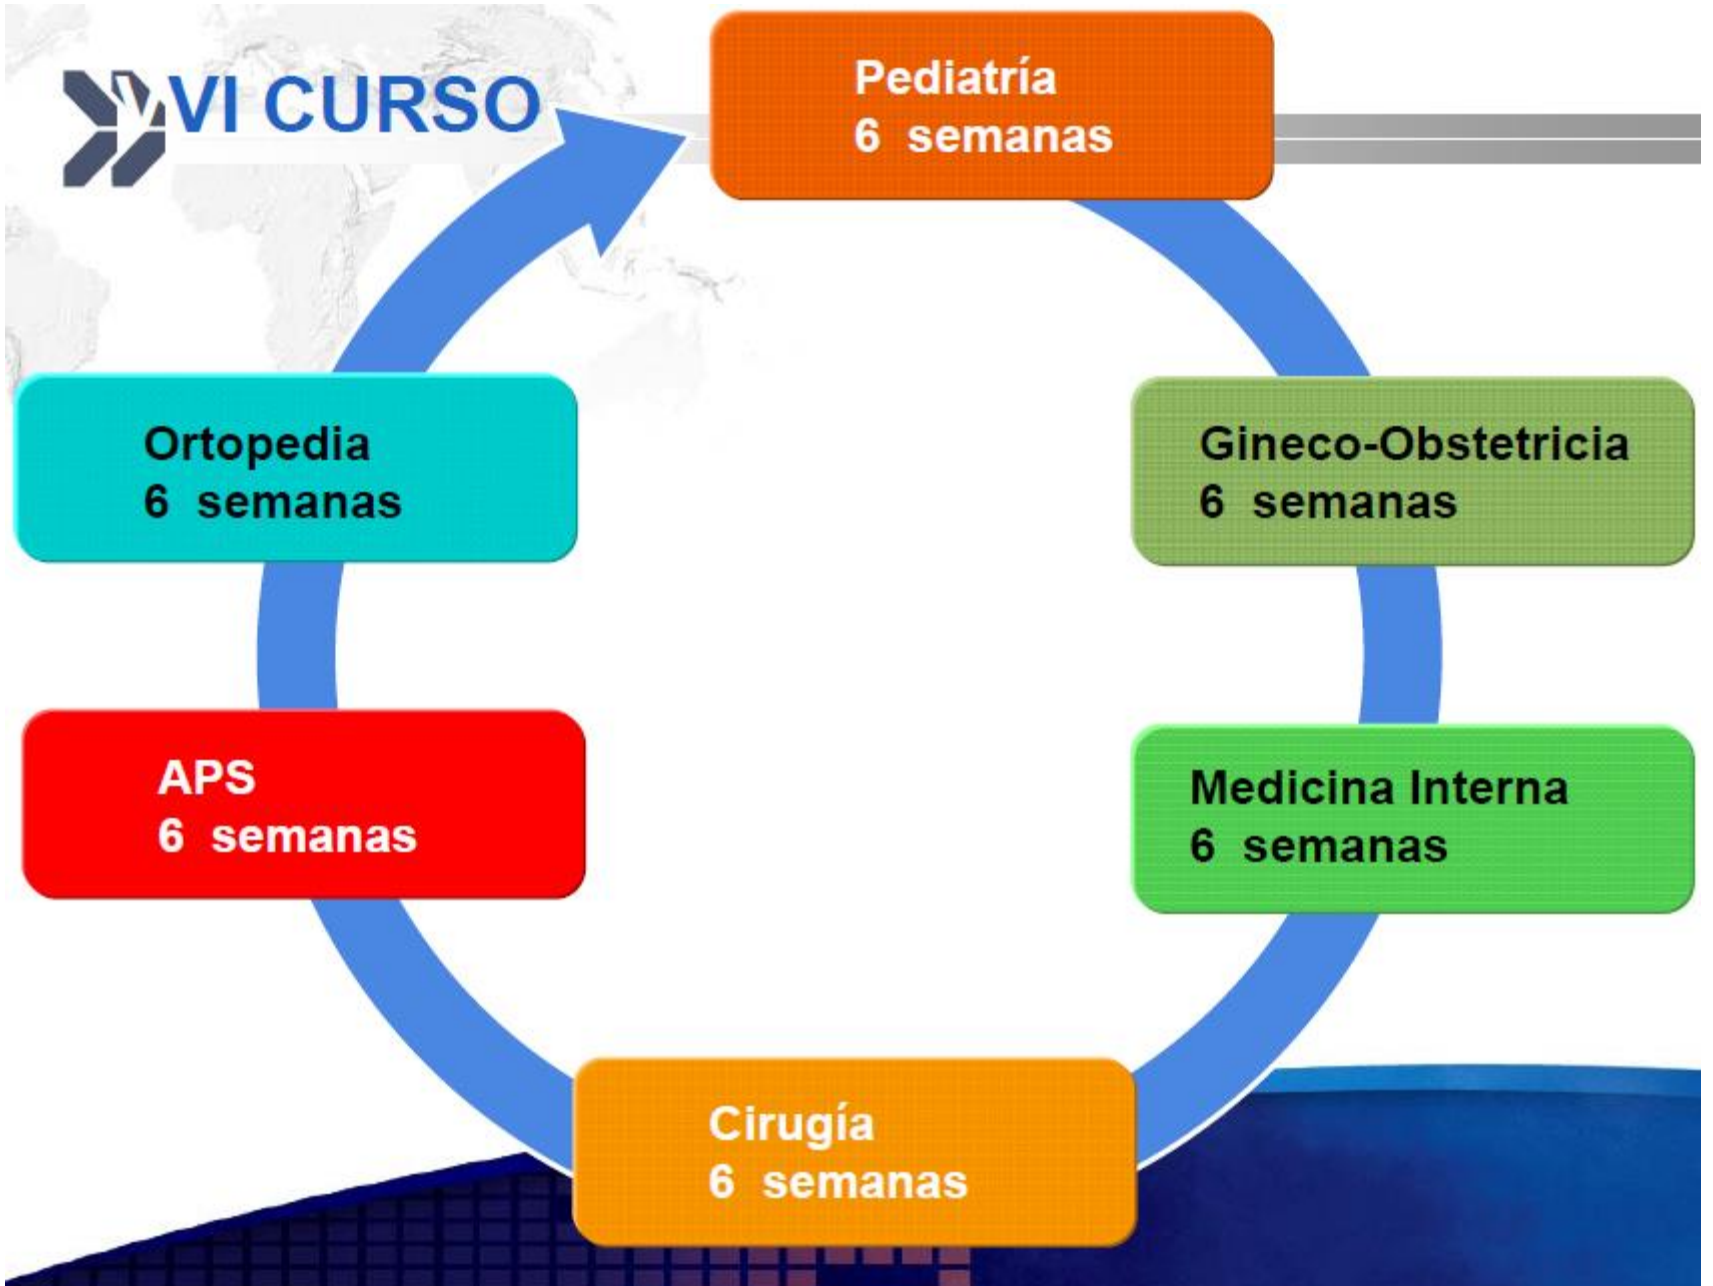 VI CURSO
Pediatría
6 semanas
Gineco-Obstetricia
6 semanas
Medicina Interna
6 semanas
Cirugía
6 semanas
APS
6 semanas
Ortopedia
6 semanas